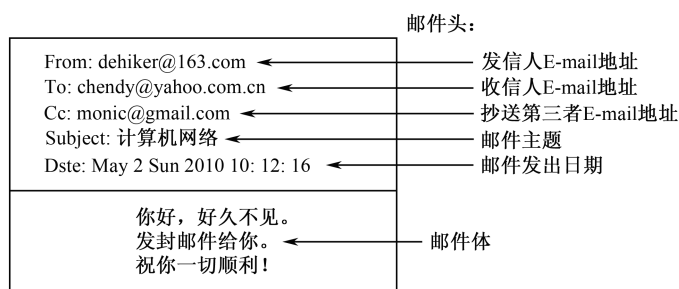 邮件头：
From: dehiker@163.com 发信人E-mail地址
To: chendy@yahoo.com.cn 收信人E-mail地址
Cc: monic@gmail.com 抄送第三者E-mail地址
Subject: 计算机网络 邮件主题
Dste: May 2 Sun 2010 10: 12: 16 邮件发出日期
你好，好久不见。
发封邮件给你。 邮件体
祝你一切顺利！